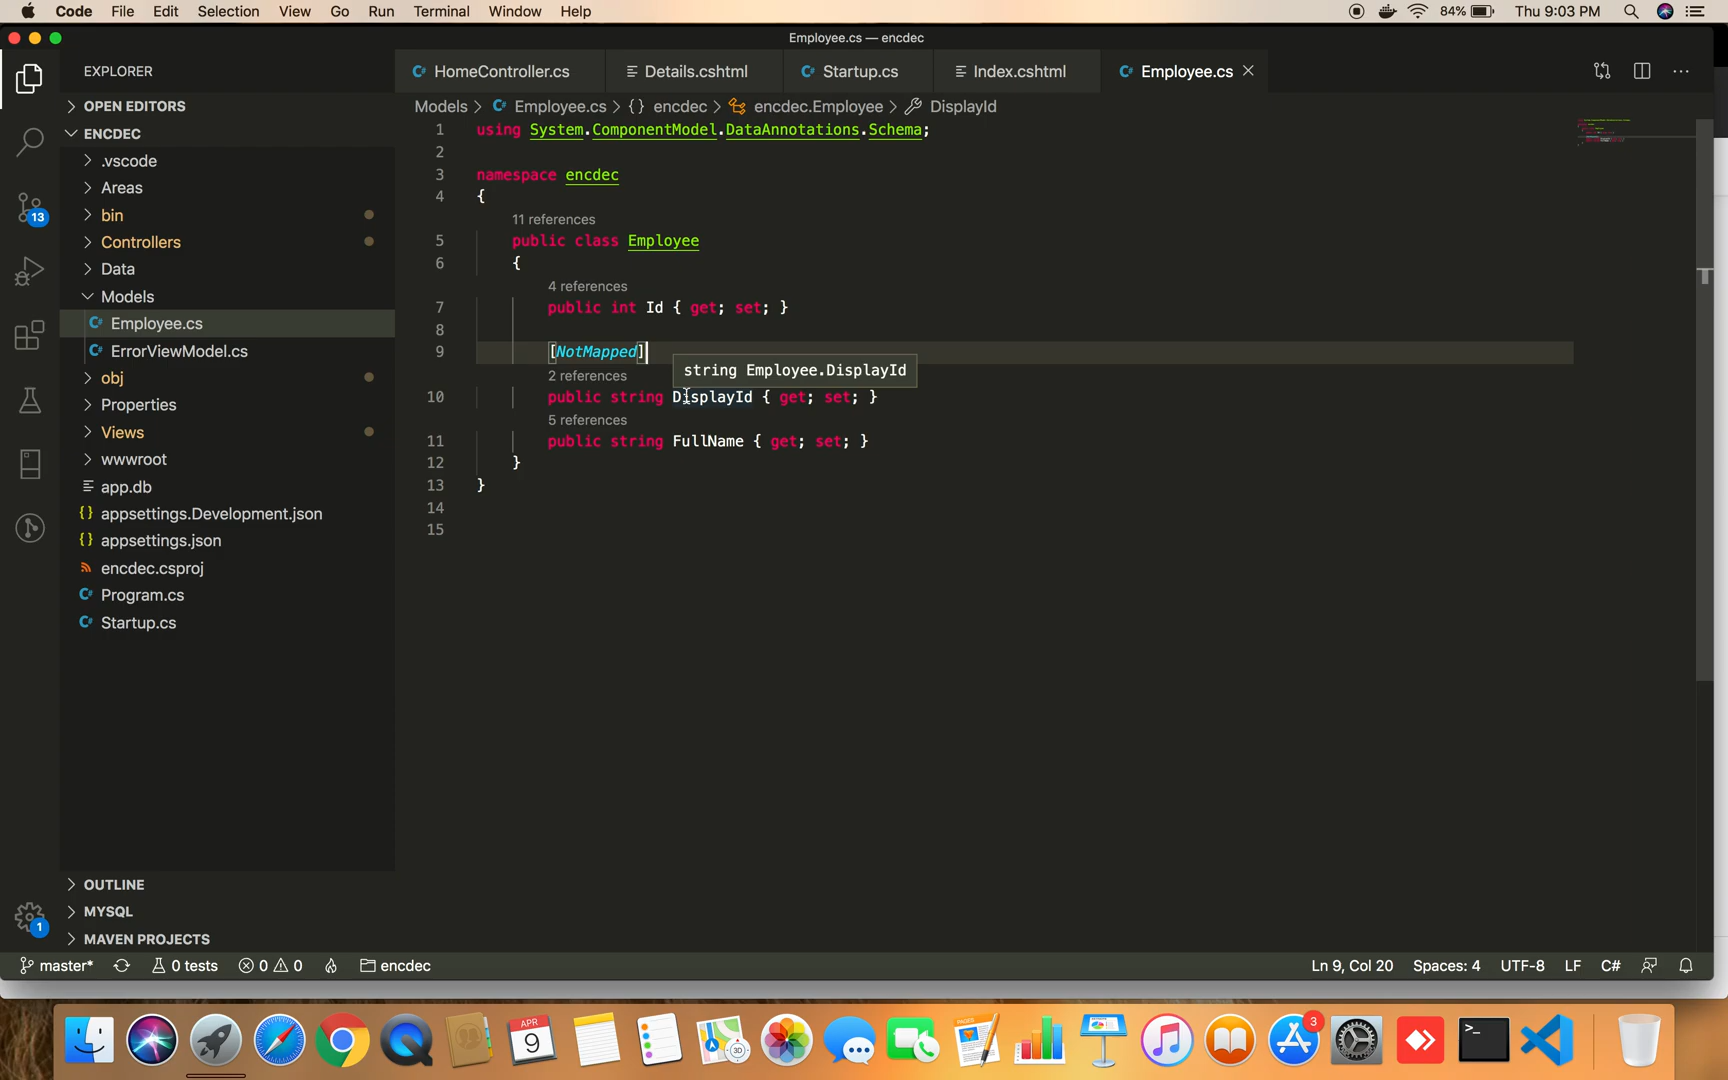 Code File Edit Selection View Go Run Terminal Window Help 84% Thu 9:03 PM
Employee.cs — encdec
EXPLORER
HomeController.cs Details.cshtml Startup.cs Index.cshtml Employee.cs
OPEN EDITORS
Models > Employee.cs > {} encdec > encdec.Employee > DisplayId
ENCDEC
.vscode
Areas
bin
Controllers
Data
Models
Employee.cs
ErrorViewModel.cs
obj
Properties
Views
wwwroot
app.db
{} appsettings.Development.json
{} appsettings.json
encdec.csproj
Program.cs
Startup.cs
13
OUTLINE
MYSQL
MAVEN PROJECTS
1
1 using System.ComponentModel.DataAnnotations.Schema;
2
3 namespace encdec
4 {
11 references
5 public class Employee
6 {
4 references
7 public int Id { get; set; }
8
9 [NotMapped]
string Employee.DisplayId
2 references
10 public string DisplayId { get; set; }
5 references
11 public string FullName { get; set; }
12 }
13 }
14
15
master* 0 tests 0 0 encdec Ln 9, Col 20 Spaces: 4 UTF-8 LF C#
APR
9
3D
PAGES
3
>_